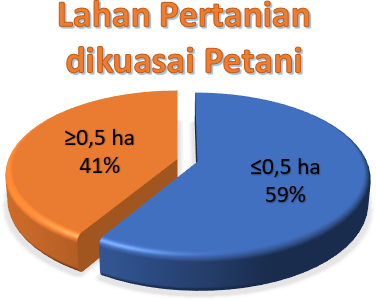 Lahan Pertanian
dikuasai Petani
≥0,5 ha
41%
≤0,5 ha
59%